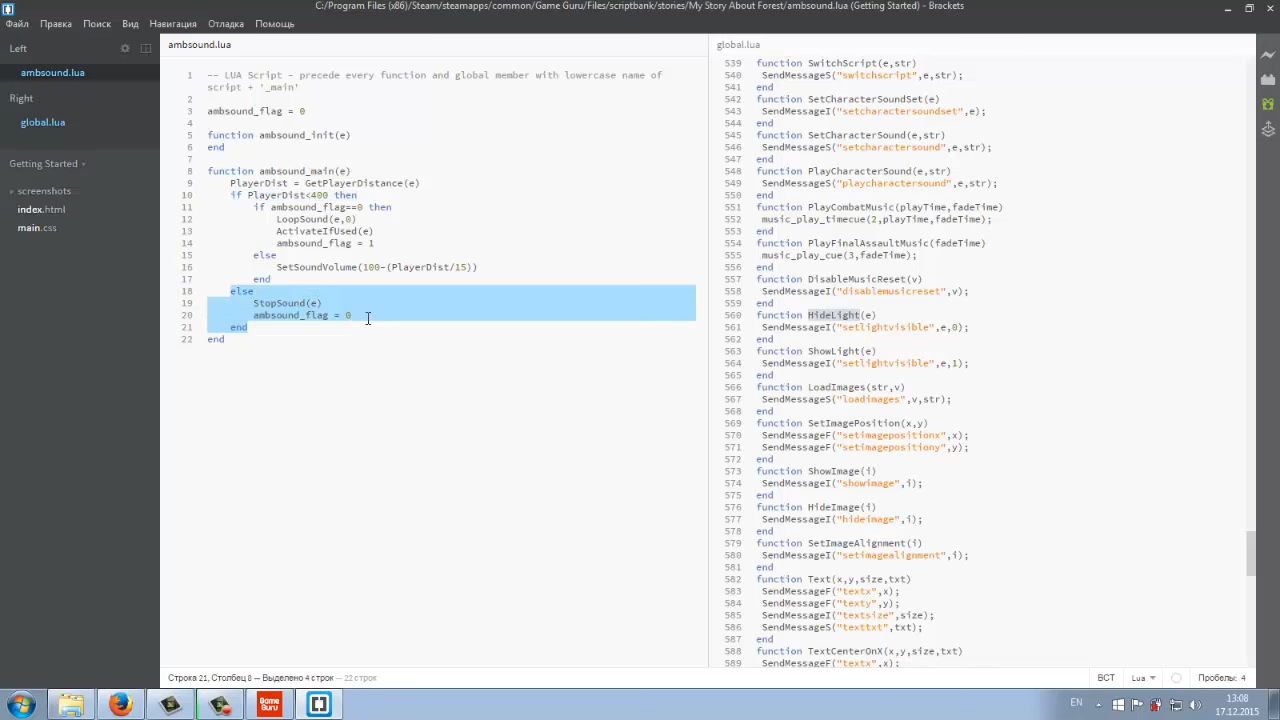 C:/Program Files (x86)/Steam/steamapps/common/Game Guru/Files/scriptbank/stories/My Story About Forest/ambsound.lua (Getting Started) - Brackets
Файл Правка Поиск Вид Навигация Отладка Помощь
Left
ambsound.lua
Right
global.lua
Getting Started
screenshots
index.html
main.css
ambsound.lua
1 -- LUA Script - precede every function and global member with lowercase name of
script + '_main'
2
3 ambsound_flag = 0
4
5 function ambsound_init(e)
6 end
7
8 function ambsound_main(e)
9 PlayerDist = GetPlayerDistance(e)
10 if PlayerDist<400 then
11 if ambsound_flag==0 then
12 LoopSound(e,0)
13 ActivateIfUsed(e)
14 ambsound_flag = 1
15 else
16 SetSoundVolume(100-(PlayerDist/15))
17 end
18 else
19 StopSound(e)
20 ambsound_flag = 0
21 end
22 end
global.lua
539 function SwitchScript(e,str)
540 SendMessageS("switchscript",e,str);
541 end
542 function SetCharacterSoundSet(e)
543 SendMessageI("setcharactersoundset",e);
544 end
545 function SetCharacterSound(e,str)
546 SendMessageS("setcharactersound",e,str);
547 end
548 function PlayCharacterSound(e,str)
549 SendMessageS("playcharactersound",e,str);
550 end
551 function PlayCombatMusic(playTime,fadeTime)
552 music_play_timecue(2,playTime,fadeTime);
553 end
554 function PlayFinalAssaultMusic(fadeTime)
555 music_play_cue(3,fadeTime);
556 end
557 function DisableMusicReset(v)
558 SendMessageI("disablemusicreset",v);
559 end
560 function HideLight(e)
561 SendMessageI("setlightvisible",e,0);
562 end
563 function ShowLight(e)
564 SendMessageI("setlightvisible",e,1);
565 end
566 function LoadImages(str,v)
567 SendMessageS("loadimages",v,str);
568 end
569 function SetImagePosition(x,y)
570 SendMessageF("setimagepositionx",x);
571 SendMessageF("setimagepositiony",y);
572 end
573 function ShowImage(i)
574 SendMessageI("showimage",i);
575 end
576 function HideImage(i)
577 SendMessageI("hideimage",i);
578 end
579 function SetImageAlignment(i)
580 SendMessageI("setimagealignment",i);
581 end
582 function Text(x,y,size,txt)
583 SendMessageF("textx",x);
584 SendMessageF("texty",y);
585 SendMessageI("textsize",size);
586 SendMessageS("texttxt",txt);
587 end
588 function TextCenterOnX(x,y,size,txt)
589 SendMessageF("textx",x);
Строка 21, Столбец 8 — Выделено 4 строк — 22 строк
ВСТ Lua Пробелы: 4
Game
Guru
EN
13:08
17.12.2015